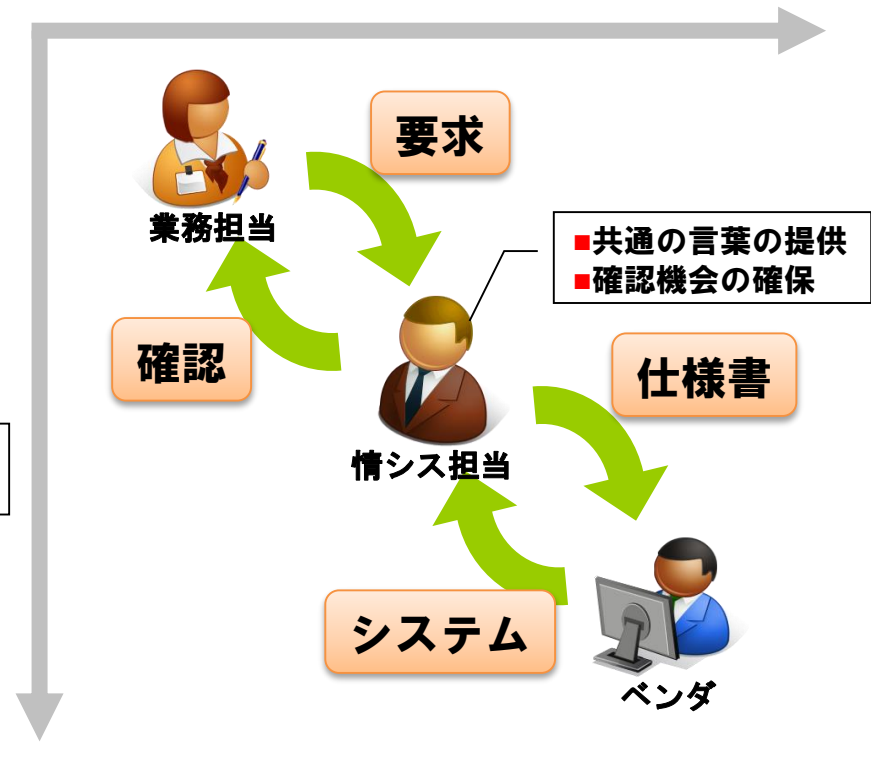 要求
業務担当
■共通の言葉の提供
■確認機会の確保
確認
仕様書
情シス担当
システム
ベンダ